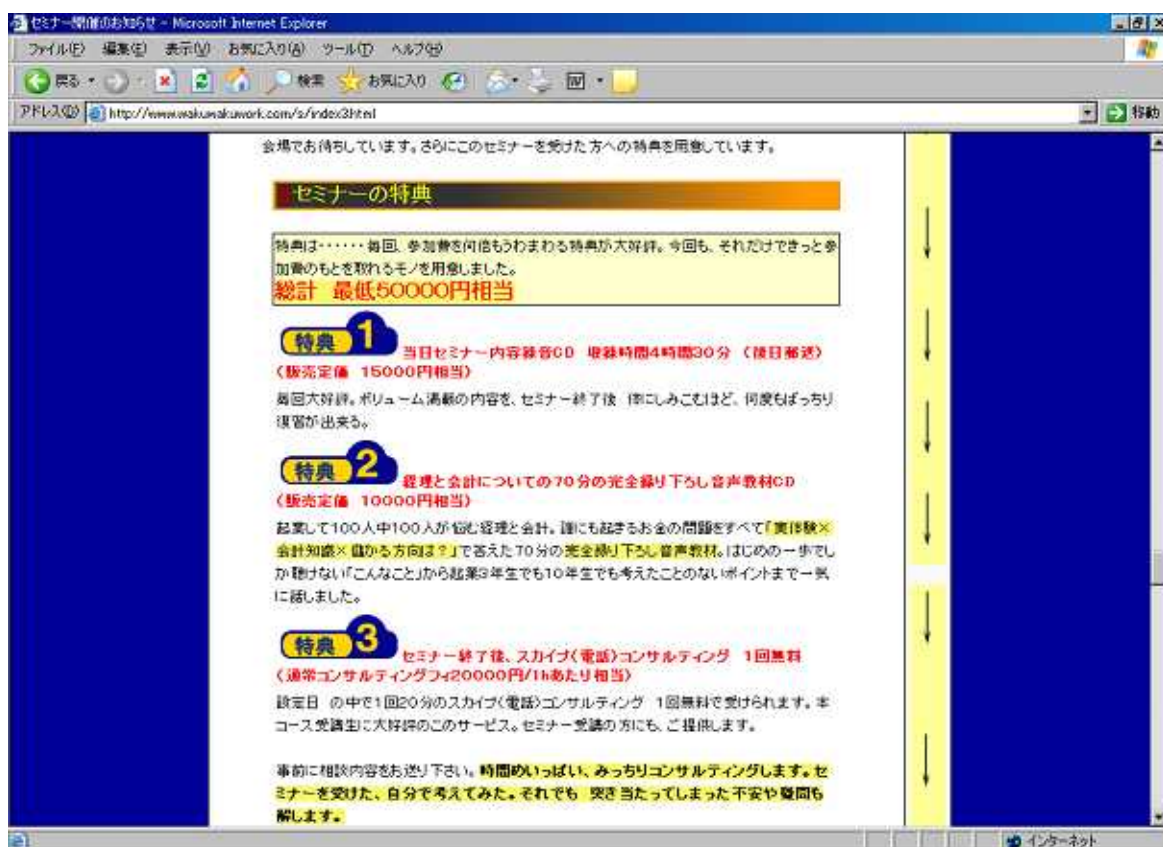 セミナー開催のお知らせ - Microsoft Internet Explorer
ファイル(F) 編集(E) 表示(V) お気に入り(A) ツール(T) ヘルプ(H)
戻る 検索 お気に入り
アドレス(D) http://www.wakuwakuwork.com/s/index3html 移動
会場でお待ちしています。さらにこのセミナーを受けた方への特典を用意しています。
セミナーの特典
特典は・・・・・・毎回、参加費を何倍もうわまわる特典が大好評。今回も、それだけできっと参
加費のもとを取れるモノを用意しました。
総計 最低50000円相当
特典1
当日セミナー内容録音CD 収録時間4時間30分 (後日郵送)
(販売定価 15000円相当)
毎回大好評。ボリューム満載の内容を、セミナー終了後 体にしみこむほど、何度もばっちり
復習が出来る。
特典2
経理と会計についての70分の完全録り下ろし音声教材CD
(販売定価 10000円相当)
起業して100人中100人が悩む経理と会計。誰にも起きるお金の問題をすべて「実体験×
会計知識×儲かる方向は?」で答えた70分の完全録り下ろし音声教材。はじめの一歩でし
か聴けない「こんなこと」から起業3年生でも10年生でも考えたことのないポイントまで一気
に話しました。
特典3
セミナー終了後、スカイプ(電話)コンサルティング 1回無料
(通常コンサルティングフィ20000円/1hあたり相当)
設定日 の中で1回20分のスカイプ(電話)コンサルティング 1回無料で受けられます。本
コース受講生に大好評のこのサービス。セミナー受講の方にも、ご提供します。
事前に相談内容をお送り下さい。時間めいっぱい、みっちりコンサルティングします。セ
ミナーを受けた、自分で考えてみた。それでも 突き当たってしまった不安や疑問も
解します。
インターネット